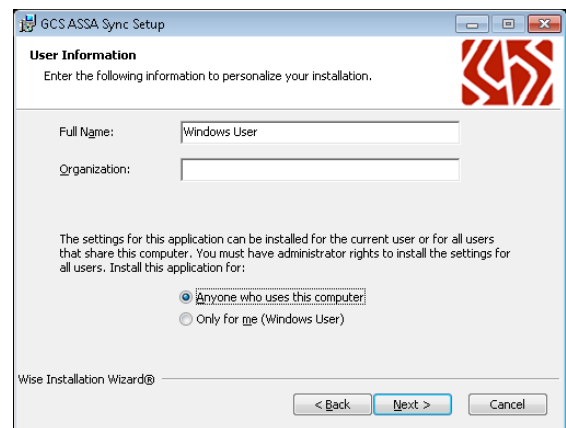 GCS ASSA Sync Setup
User Information
Enter the following information to personalize your installation.
Full Name:
Windows User
Organization:
The settings for this application can be installed for the current user or for all users
that share this computer. You must have administrator rights to install the settings for
all users. Install this application for:
Anyone who uses this computer
Only for me (Windows User)
Wise Installation Wizard®
< Back
Next >
Cancel